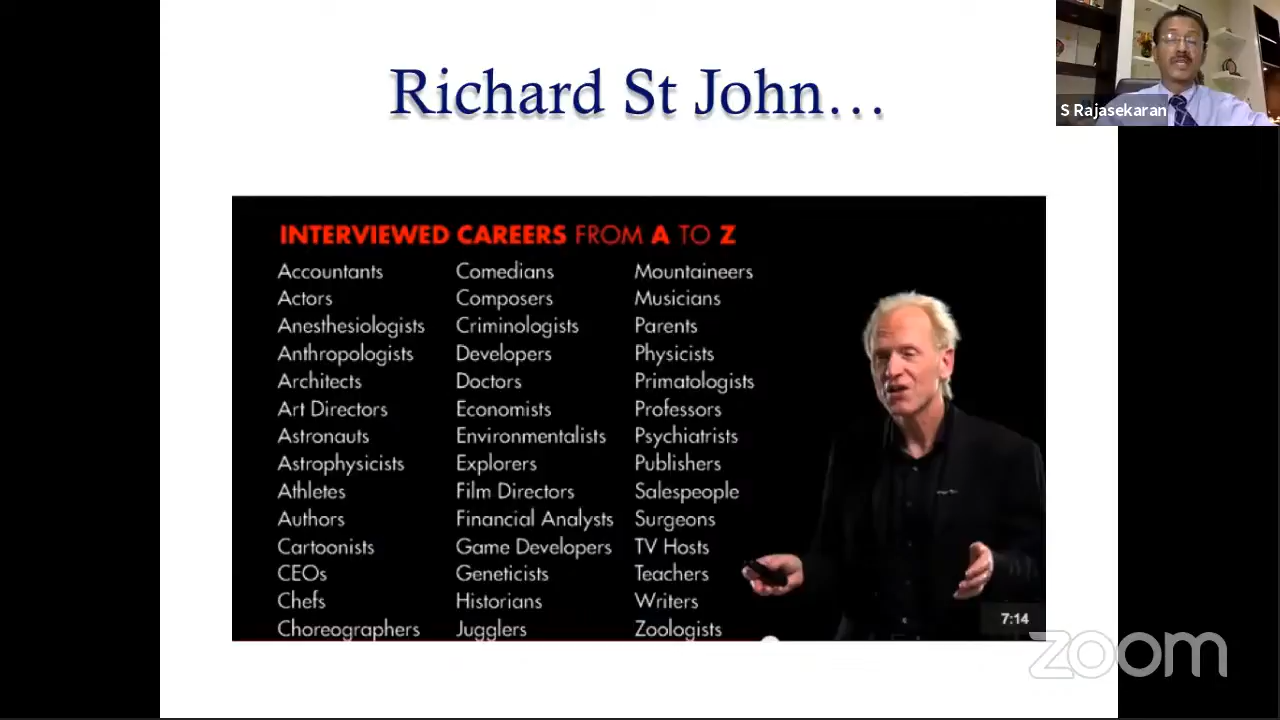 Richard St John...
S Rajasekaran
INTERVIEWED CAREERS FROM A TO Z
Accountants
Actors
Anesthesiologists
Anthropologists
Architects
Art Directors
Astronauts
Astrophysicists
Athletes
Authors
Cartoonists
CEOs
Chefs
Choreographers
Comedians
Composers
Criminologists
Developers
Doctors
Economists
Environmentalists
Explorers
Film Directors
Financial Analysts
Game Developers
Geneticists
Historians
Jugglers
Mountaineers
Musicians
Parents
Physicists
Primatologists
Professors
Psychiatrists
Publishers
Salespeople
Surgeons
TV Hosts
Teachers
Writers
Zoologists
7:14
zoom